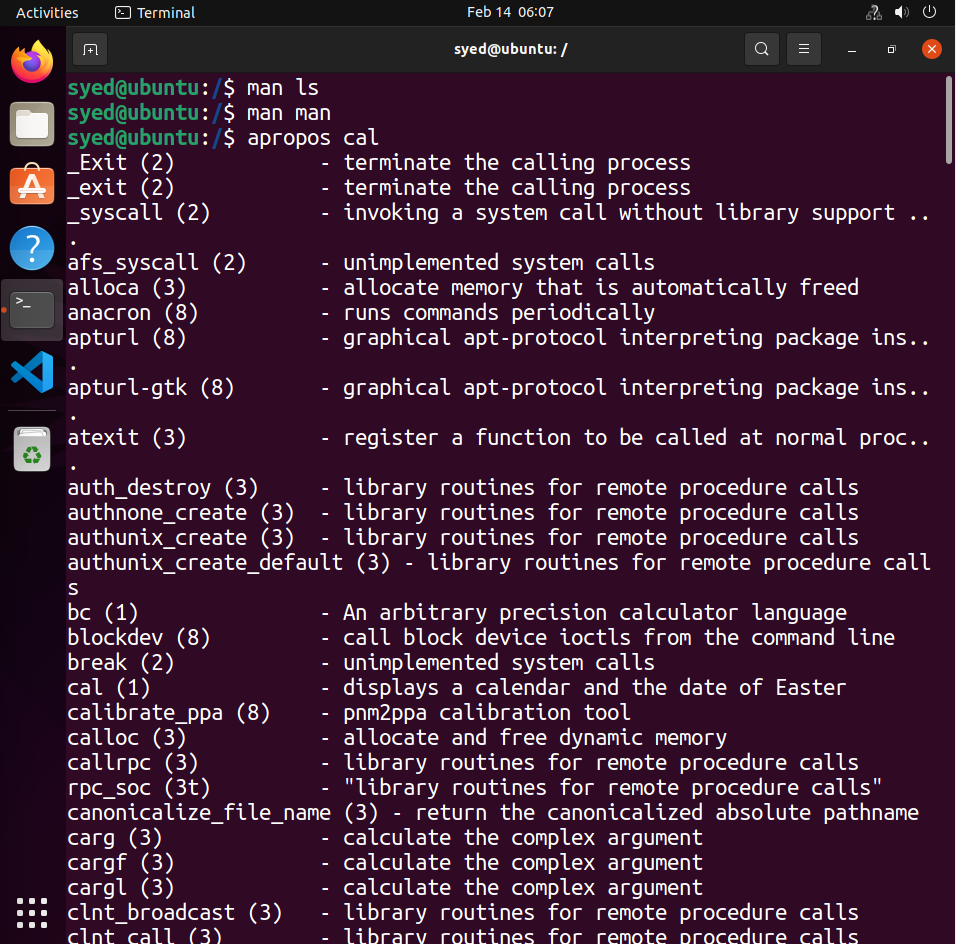 Activities Terminal Feb 14 06:07
syed@ubuntu: /
syed@ubuntu:/$ man ls
syed@ubuntu:/$ man man
syed@ubuntu:/$ apropos cal
_Exit (2) - terminate the calling process
_exit (2) - terminate the calling process
_syscall (2) - invoking a system call without library support ..
.
afs_syscall (2) - unimplemented system calls
alloca (3) - allocate memory that is automatically freed
anacron (8) - runs commands periodically
apturl (8) - graphical apt-protocol interpreting package ins..
.
apturl-gtk (8) - graphical apt-protocol interpreting package ins..
.
atexit (3) - register a function to be called at normal proc..
.
auth_destroy (3) - library routines for remote procedure calls
authnone_create (3) - library routines for remote procedure calls
authunix_create (3) - library routines for remote procedure calls
authunix_create_default (3) - library routines for remote procedure call
s
bc (1) - An arbitrary precision calculator language
blockdev (8) - call block device ioctls from the command line
break (2) - unimplemented system calls
cal (1) - displays a calendar and the date of Easter
calibrate_ppa (8) - pnm2ppa calibration tool
calloc (3) - allocate and free dynamic memory
callrpc (3) - library routines for remote procedure calls
rpc_soc (3t) - "library routines for remote procedure calls"
canonicalize_file_name (3) - return the canonicalized absolute pathname
carg (3) - calculate the complex argument
cargf (3) - calculate the complex argument
cargl (3) - calculate the complex argument
clnt_broadcast (3) - library routines for remote procedure calls
clnt_call (3) - library routines for remote procedure calls